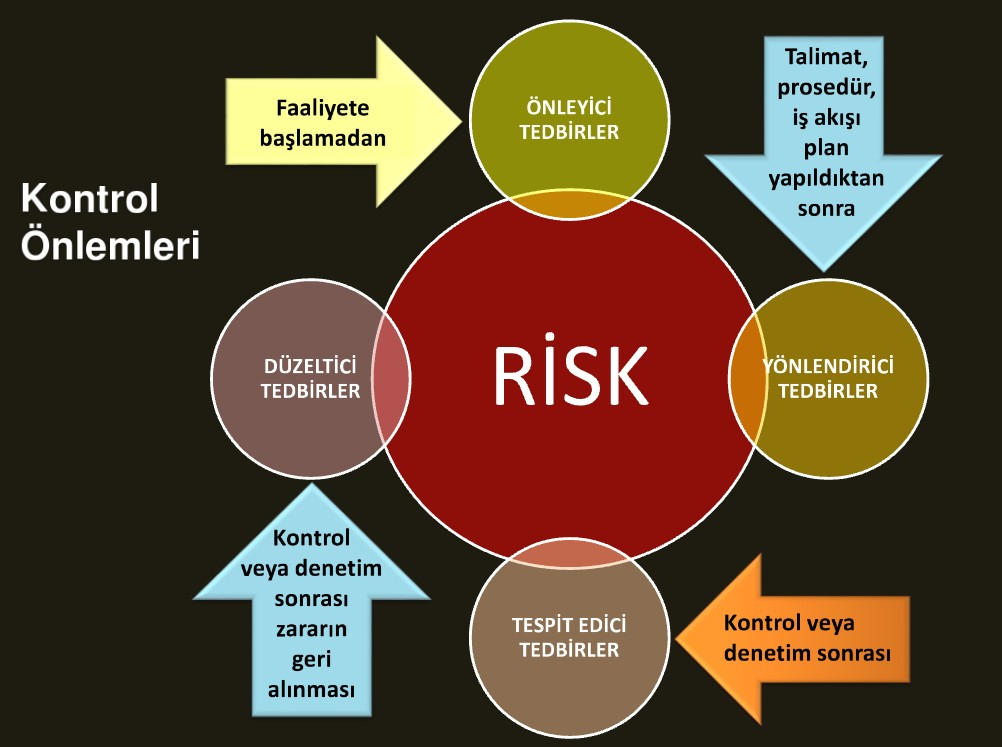 Kontrol
Önlemleri
Faaliyete
başlamadan
ÖNLEYİCİ
TEDBİRLER
Talimat,
prosedür,
iş akışı
plan
yapıldıktan
sonra
DÜZELTİCİ
TEDBİRLER
RİSK
YÖNLENDİRİCİ
TEDBİRLER
Kontrol
veya denetim
sonrası
zararın
geri
alınması
TESPİT EDİCİ
TEDBİRLER
Kontrol veya
denetim sonrası